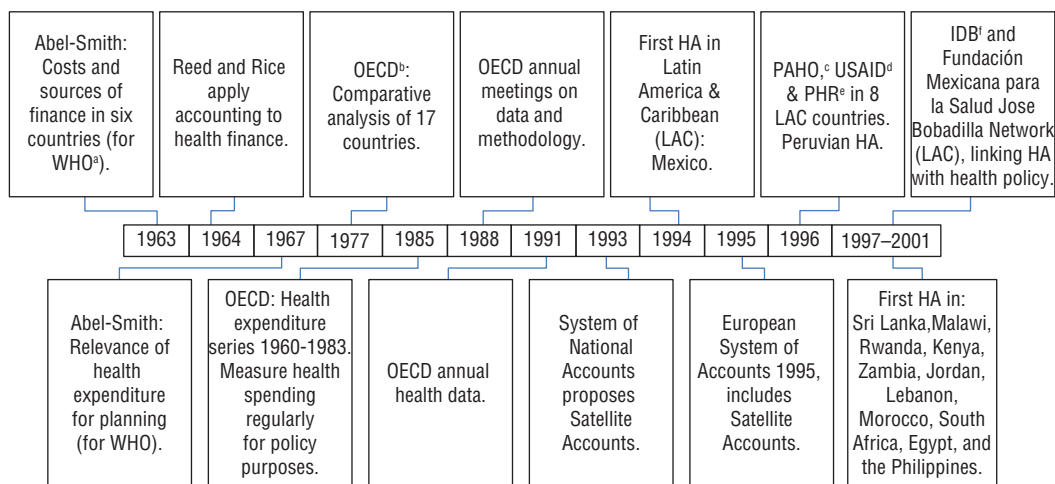 Abel-Smith:
Costs and
sources of
finance in six
countries (for
WHOᵃ).
Reed and Rice
apply
accounting to
health finance.
OECDᵇ:
Comparative
analysis of 17
countries.
OECD annual
meetings on
data and
methodology.
First HA in
Latin
America &
Caribbean
(LAC):
Mexico.
PAHO,ᶜ USAIDᵈ
& PHRᵉ in 8
LAC countries.
Peruvian HA.
IDBᶠ and
Fundación
Mexicana para
la Salud Jose
Bobadilla Network
(LAC), linking HA
with health policy.
1963 1964 1967 1977 1985 1988 1991 1993 1994 1995 1996 1997–2001
Abel-Smith:
Relevance of
health
expenditure
for planning
(for WHO).
OECD: Health
expenditure
series 1960-1983.
Measure health
spending
regularly
for policy
purposes.
OECD annual
health data.
System of
National
Accounts
proposes
Satellite
Accounts.
European
System of
Accounts 1995,
includes
Satellite
Accounts.
First HA in:
Sri Lanka,Malawi,
Rwanda, Kenya,
Zambia, Jordan,
Lebanon,
Morocco, South
Africa, Egypt, and
the Philippines.